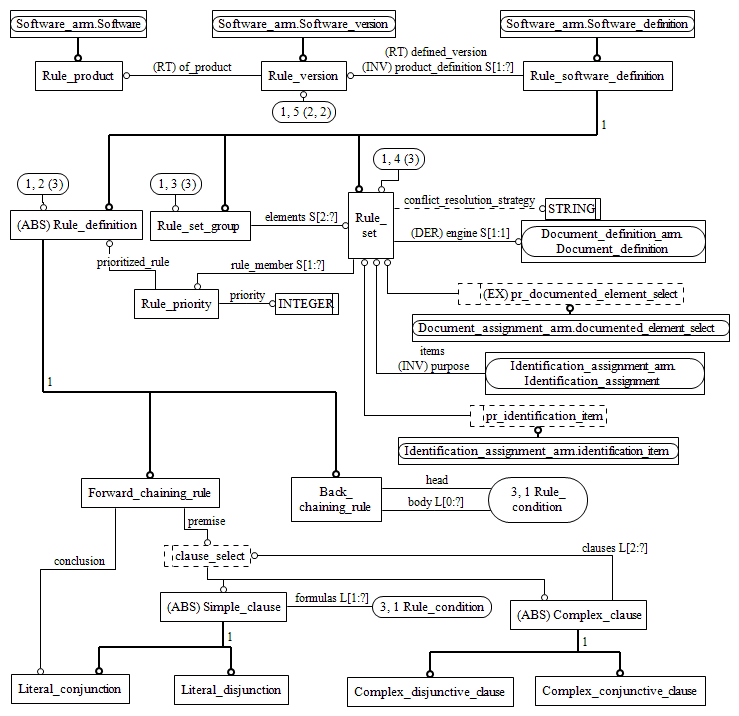 Software_arm.Software
Software_arm.Software_version
Software_arm.Software_definition
(RT) defined_version
Rule_product
(RT) of_product
Rule_version
(INV) product_definition S[1:?]
Rule_software_definition
1, 5 (2, 2)
1
1, 2 (3)
1, 3 (3)
1, 4 (3)
(ABS) Rule_definition
Rule_set_group
elements S[2:?]
Rule_
set
conflict_resolution_strategy
STRING
(DER) engine S[1:1]
Document_definition_arm.
Document_definition
prioritized_rule
rule_member S[1:?]
Rule_priority
priority
INTEGER
(EX) pr_documented_element_select
Document_assignment_arm.documented_element_select
items
(INV) purpose
Identification_assignment_arm.
Identification_assignment
1
pr_identification_item
Identification_assignment_arm.identification_item
Forward_chaining_rule
Back_
chaining_rule
head
body L[0:?]
3, 1 Rule_
condition
premise
conclusion
clause_select
clauses L[2:?]
(ABS) Simple_clause
formulas L[1:?]
3, 1 Rule_condition
(ABS) Complex_clause
1
1
Literal_conjunction
Literal_disjunction
Complex_disjunctive_clause
Complex_conjunctive_clause